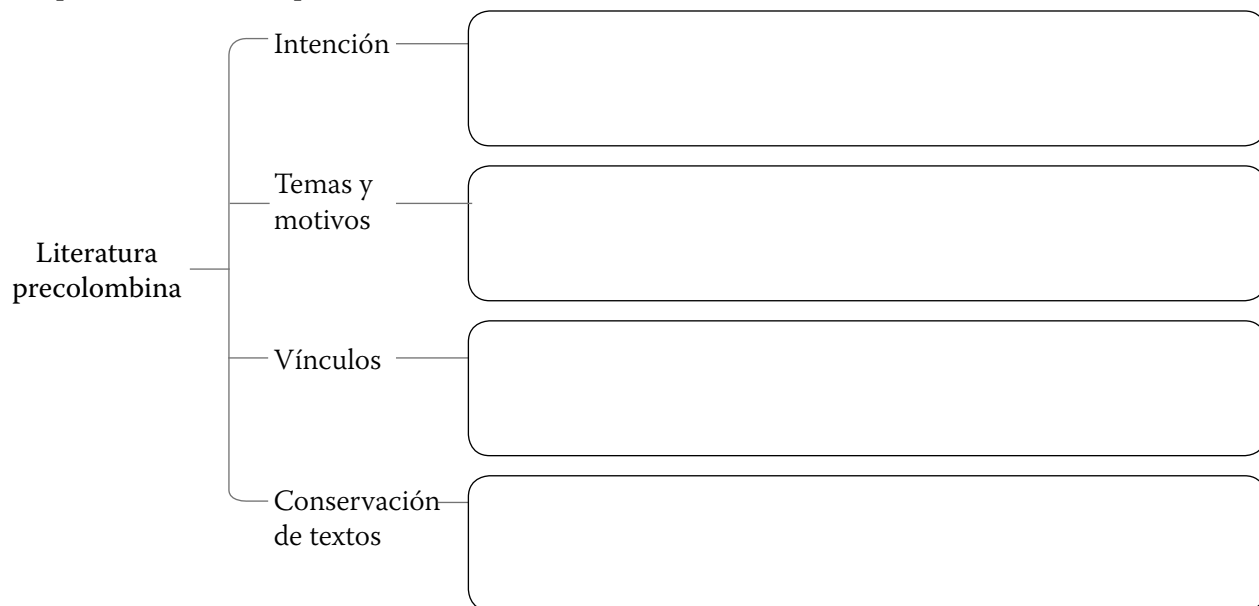 Intención
Temas y
motivos
Literatura
precolombina
Vínculos
Conservación
de textos